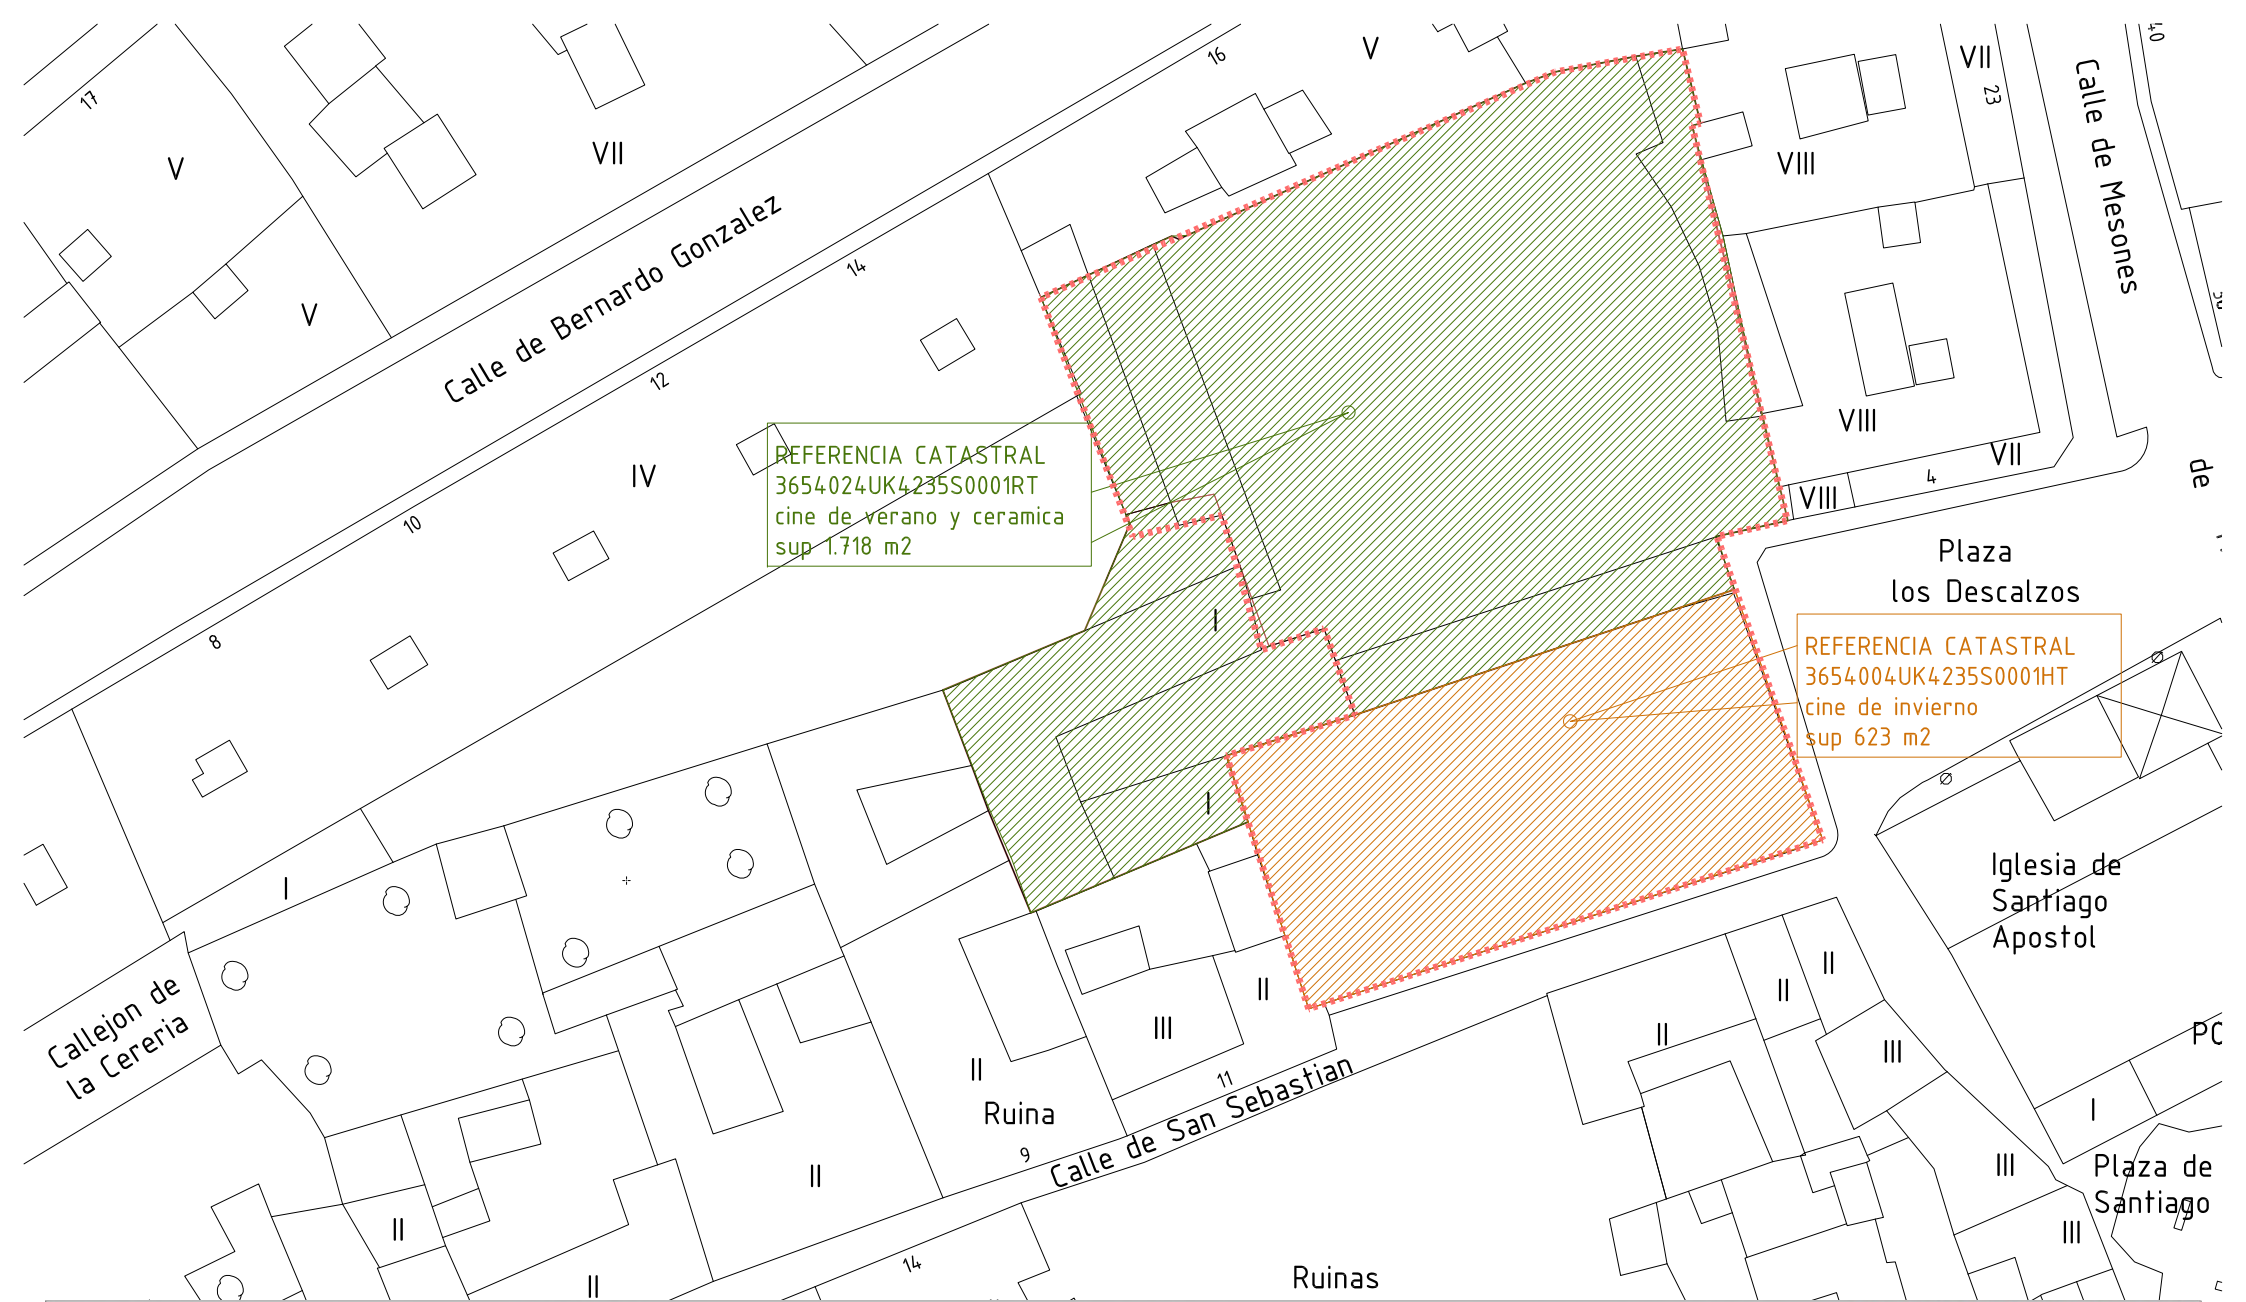 17
V
VII
V
16
V
VII
23
Calle de Mesones
40
VIII
Calle de Bernardo Gonzalez
14
12
10
8
IV
REFERENCIA CATASTRAL
3654024UK4235S0001RT
cine de verano y ceramica
sup 1.718 m2
VIII
VII
4
VIII
de
Plaza
los Descalzos
REFERENCIA CATASTRAL
3654004UK4235S0001HT
cine de invierno
sup 623 m2
I
I
I
Iglesia de
Santiago
Apostol
Callejon de
la Cereria
II
III
II
Ruina
11
9
Calle de San Sebastian
II
II
II
III
I
Plaza de
Santiago
III
III
II
II
II
14
Ruinas